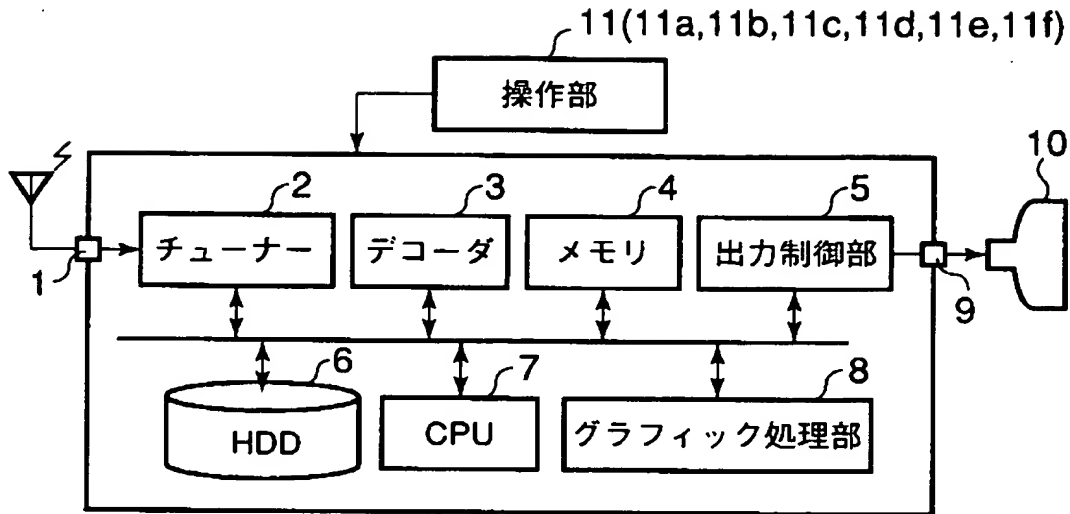 11(11a,11b,11c,11d,11e,11f)
操作部
10
2
3
4
5
チューナー
デコーダ
メモリ
出力制御部
1
9
6
7
8
HDD
CPU
グラフィック処理部